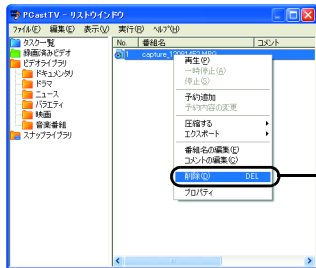 PCastTV - リストウインドウ
ファイル(F) 編集(E) 表示(V) 実行(R) ヘルプ(H)
タスク一覧
録画済みビデオ
ビデオライブラリ
ドキュメンタリ
ドラマ
ニュース
バラエティ
映画
音楽番組
スナップライブラリ
No. 番組名 コメント
1 capture_120814F2.MPG
再生(P)
一時停止(A)
停止(S)
予約追加
予約内容の変更
圧縮する
エクスポート
番組名の編集(E)
コメントの編集(C)
削除(D) DEL
プロパティ